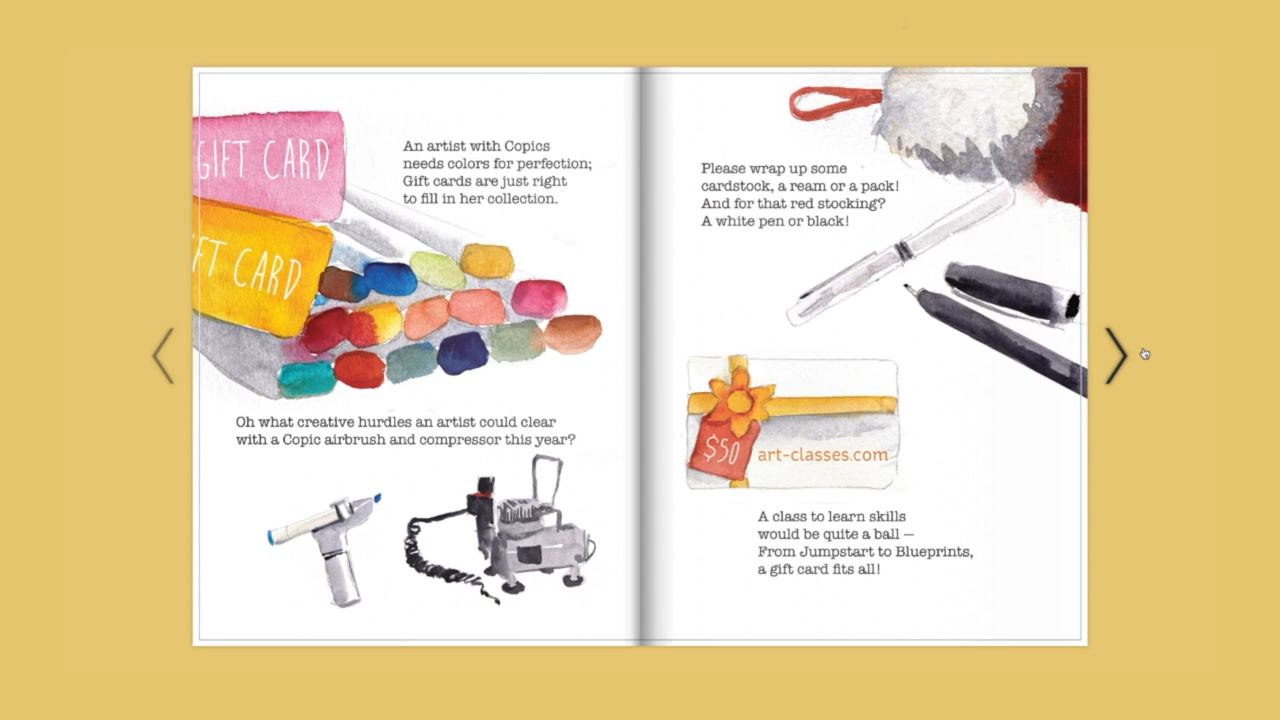 GIFT CARD
FT CARD
An artist with Copics
needs colors for perfection;
Gift cards are just right
to fill in her collection.
Oh what creative hurdles an artist could clear
with a Copic airbrush and compressor this year?
Please wrap up some
cardstock, a ream or a pack!
And for that red stocking?
A white pen or black!
$50
art-classes.com
A class to learn skills
would be quite a ball —
From Jumpstart to Blueprints,
a gift card fits all!